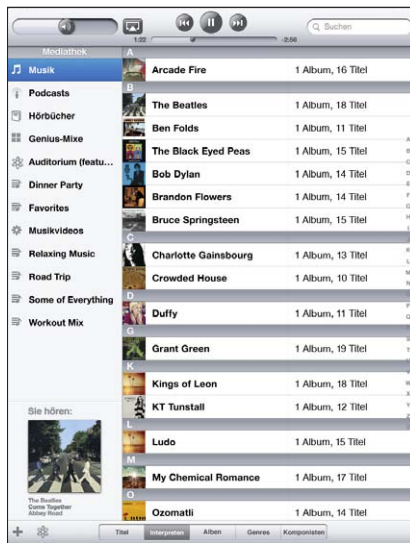 Suchen
1:22
-2:56
Mediathek
Musik
Podcasts
Hörbücher
Genius-Mixe
Auditorium (featu...
Dinner Party
Favorites
Musikvideos
Relaxing Music
Road Trip
Some of Everything
Workout Mix
Sie hören:
The Beatles
Come Together
Abbey Road
A
Arcade Fire 1 Album, 16 Titel
B
The Beatles 1 Album, 18 Titel
Ben Folds 1 Album, 11 Titel
The Black Eyed Peas 1 Album, 15 Titel
Bob Dylan 1 Album, 14 Titel
Brandon Flowers 1 Album, 14 Titel
Bruce Springsteen 1 Album, 15 Titel
C
Charlotte Gainsbourg 1 Album, 13 Titel
Crowded House 1 Album, 10 Titel
D
Duffy 1 Album, 11 Titel
G
Grant Green 1 Album, 19 Titel
K
Kings of Leon 1 Album, 18 Titel
KT Tunstall 1 Album, 12 Titel
L
Ludo 1 Album, 15 Titel
M
My Chemical Romance 1 Album, 17 Titel
O
Ozomatli 1 Album, 14 Titel
Titel Interpreten Alben Genres Komponisten